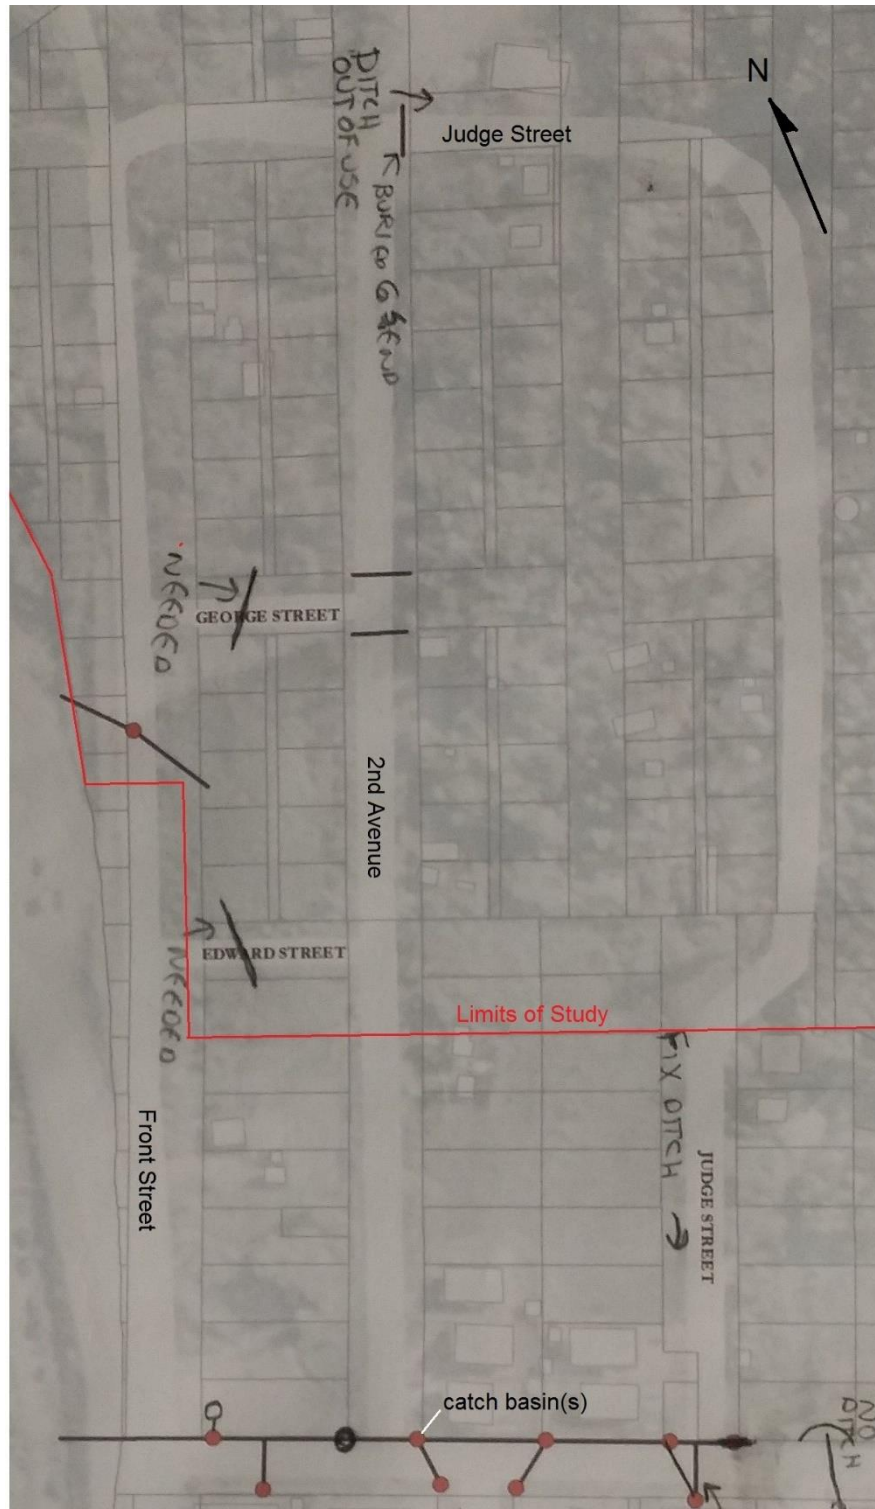 DITCH
OUT OF USE
N
Judge Street
BURIED END
NEEDED
GEORGE STREET
2nd Avenue
NEEDED
EDWARD STREET
Limits of Study
FIX DITCH
JUDGE STREET
Front Street
catch basin(s)
NO
DITCH